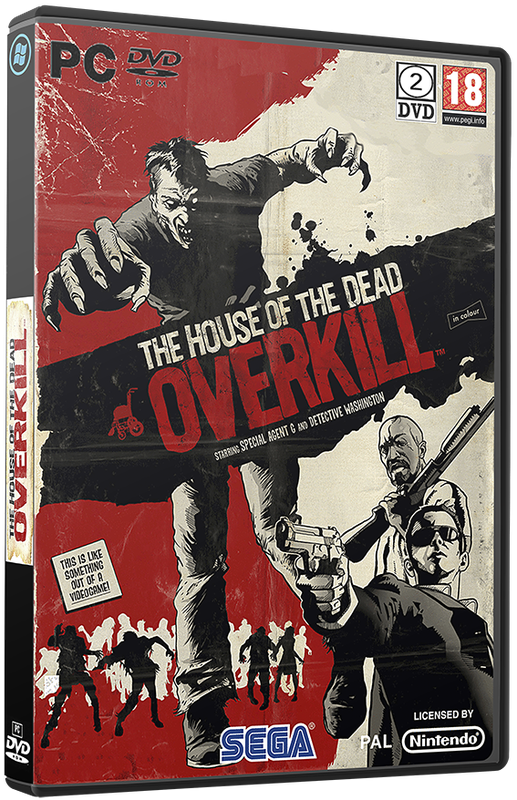 PC DVD
ROM
2
DVD
18
www.pegi.info
THE HOUSE OF THE DEAD
OVERKILL™
in colour
STARRING SPECIAL AGENT G AND DETECTIVE WASHINGTON
THIS IS LIKE
SOMETHING
OUT OF A
VIDEOGAME!
SEGA®
PAL
LICENSED BY
Nintendo®
THE HOUSE OF THE DEAD
OVERKILL
PC
DVD
ROM